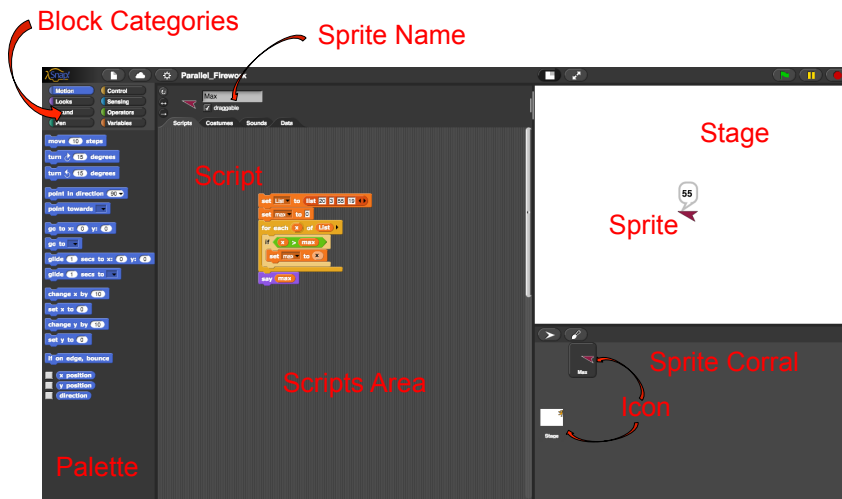 Block Categories
Sprite Name
Snap!
Parallel_Firework
Motion Control
Looks Sensing
ound Operators
Pen Variables
Max
draggable
Scripts Costumes Sounds Data
move 10 steps
turn 15 degrees
turn 15 degrees
point in direction 90
point towards
go to x: 0 y: 0
go to
glide 1 secs to x: 0 y: 0
glide 1 secs to
change x by 10
set x to 0
change y by 10
set y to 0
if on edge, bounce
x position
y position
direction
Palette
Script
set List to list 20 3 55 19
set max to 0
for each x of List
if x > max
set max to x
say max
Scripts Area
Stage
55
Sprite
Max
Sprite Corral
Icon
Stage